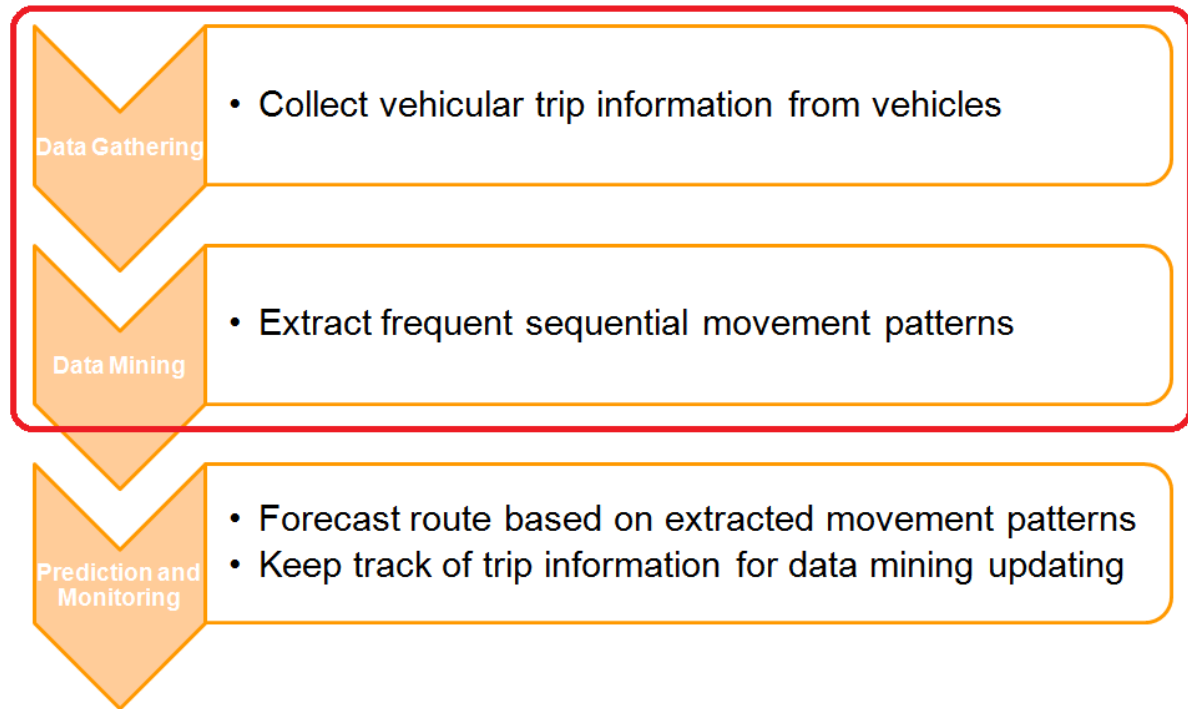 Data Gathering
• Collect vehicular trip information from vehicles
Data Mining
• Extract frequent sequential movement patterns
Prediction and
Monitoring
• Forecast route based on extracted movement patterns
• Keep track of trip information for data mining updating